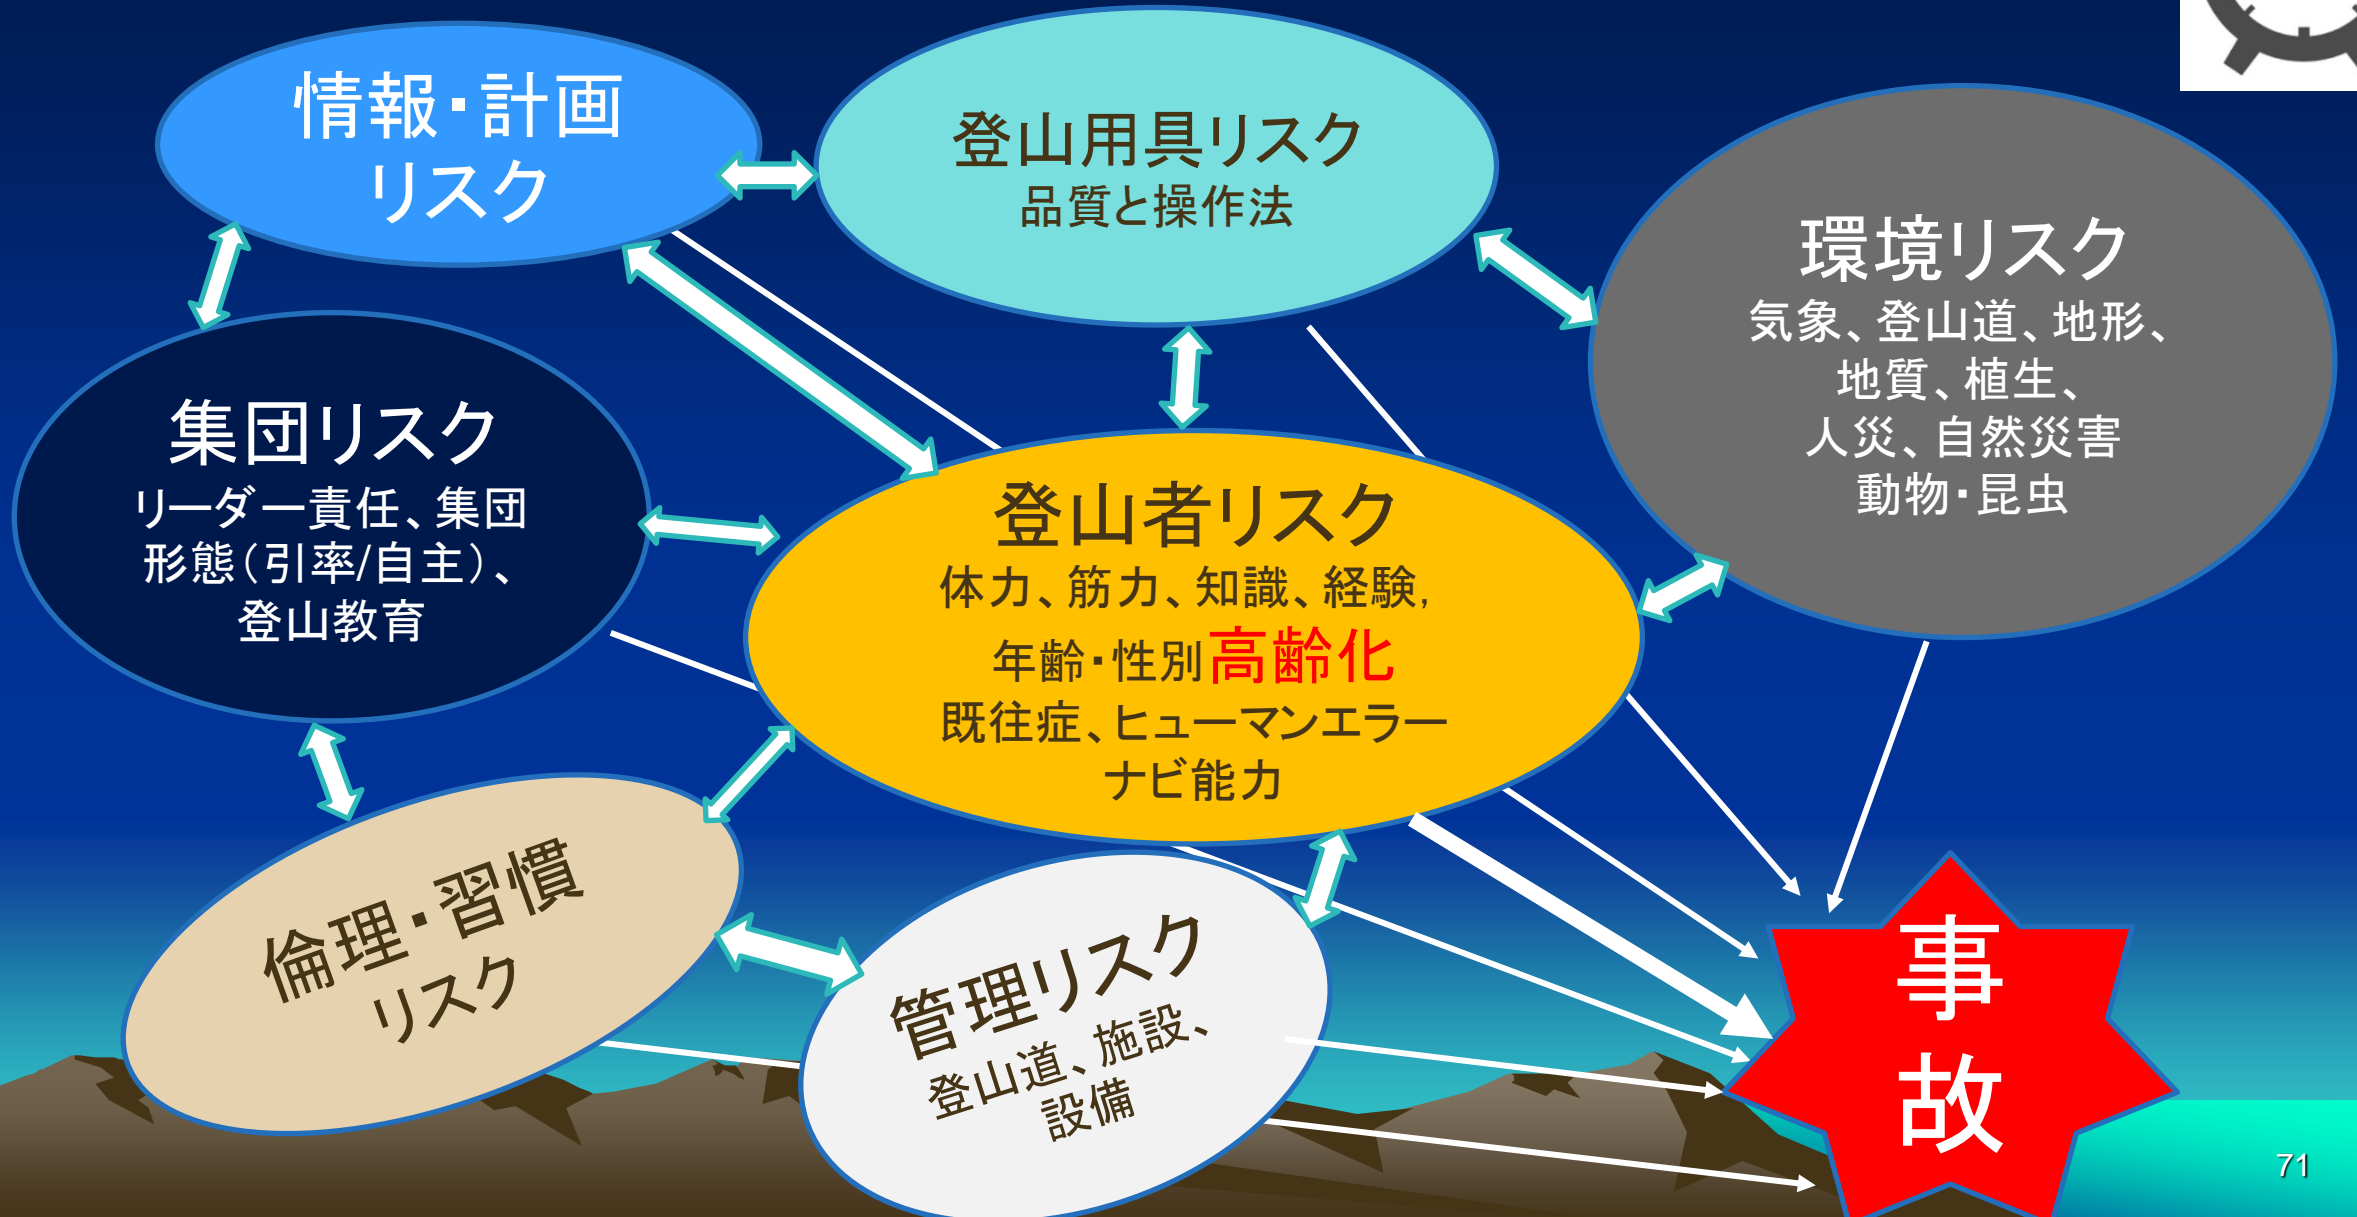 情報・計画
リスク
登山用具リスク
品質と操作法
環境リスク
気象、登山道、地形、
地質、植生、
人災、自然災害
動物・昆虫
集団リスク
リーダー責任、集団
形態(引率/自主)、
登山教育
登山者リスク
体力、筋力、知識、経験,
年齢・性別高齢化
既往症、ヒューマンエラー
ナビ能力
倫理・習慣
リスク
管理リスク
登山道、施設、
設備
事
故
71